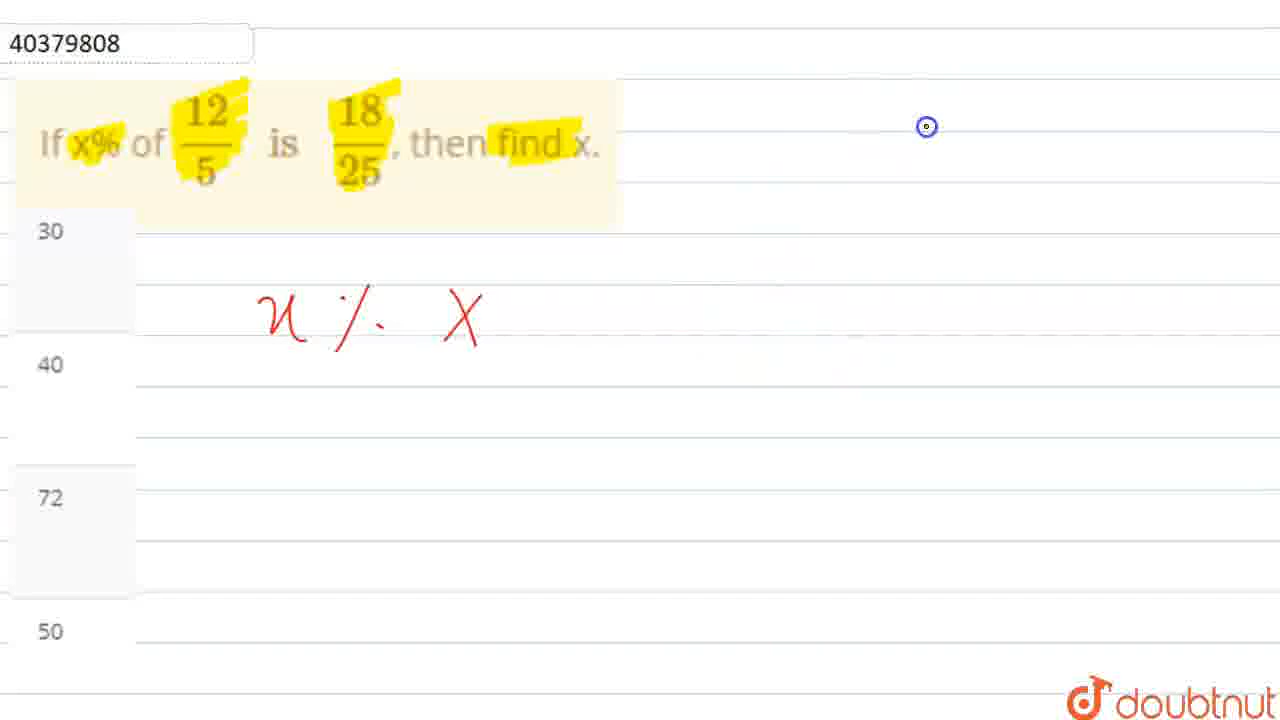 40379808
If x% of 12/5 is 18/25, then find x.
30
x % ×
40
72
50
doubtnut